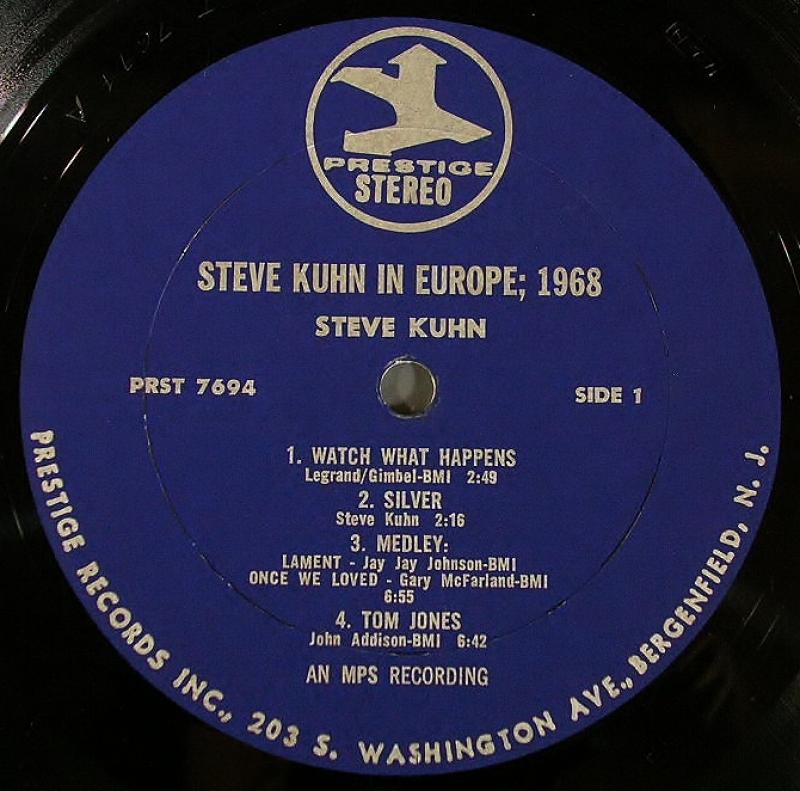 PRESTIGE
STEREO
STEVE KUHN IN EUROPE; 1968
STEVE KUHN
PRST 7694
SIDE 1
1. WATCH WHAT HAPPENS
Legrand/Gimbel-BMI 2:49
2. SILVER
Steve Kuhn 2:16
3. MEDLEY:
LAMENT - Jay Jay Johnson-BMI
ONCE WE LOVED - Gary McFarland-BMI
6:55
4. TOM JONES
John Addison-BMI 6:42
AN MPS RECORDING
PRESTIGE RECORDS INC., 203 S. WASHINGTON AVE., BERGENFIELD, N. J.